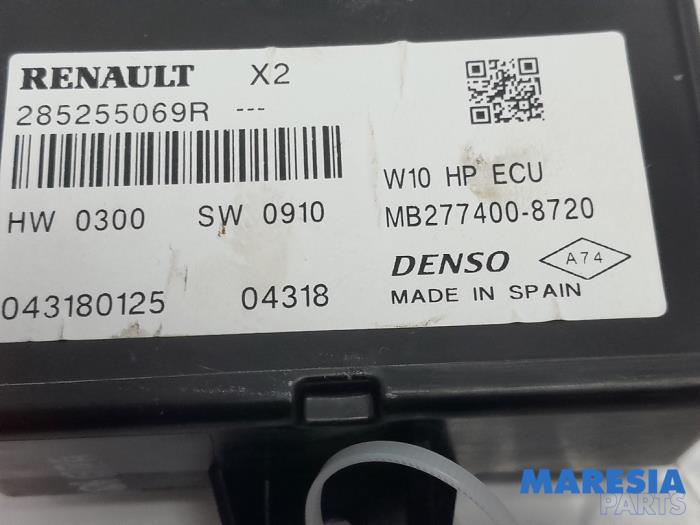 RENAULT X2
285255069R ---
W10 HP ECU
HW 0300 SW 0910
MB277400-8720
DENSO A74
043180125 04318
MADE IN SPAIN
MARESIA
PARTS